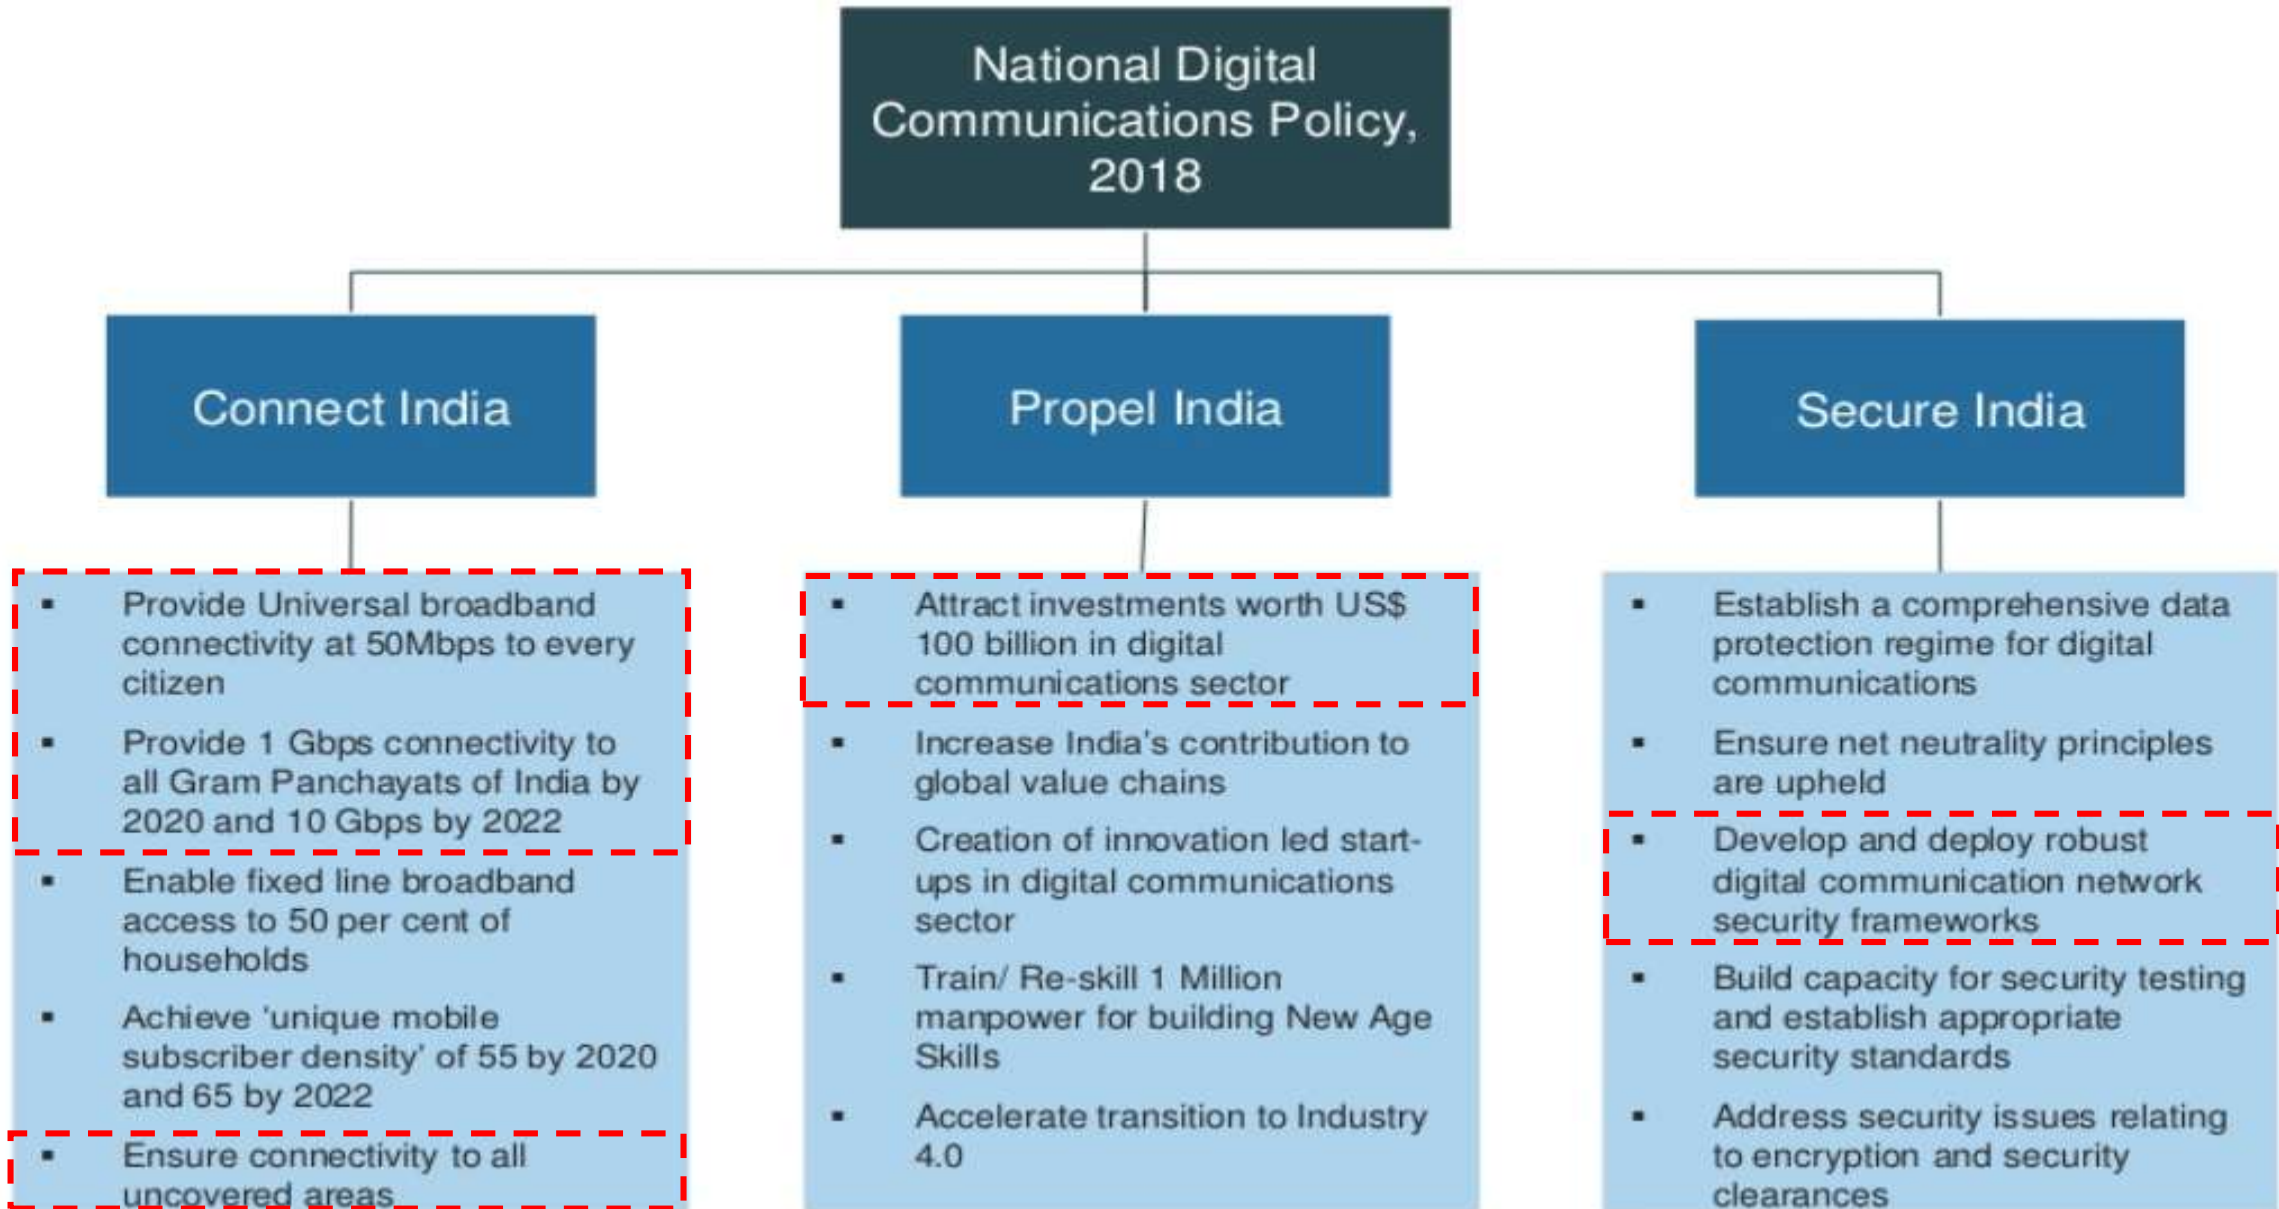 National Digital
Communications Policy,
2018
Connect India
▪ Provide Universal broadband
connectivity at 50Mbps to every
citizen
▪ Provide 1 Gbps connectivity to
all Gram Panchayats of India by
2020 and 10 Gbps by 2022
▪ Enable fixed line broadband
access to 50 per cent of
households
▪ Achieve 'unique mobile
subscriber density' of 55 by 2020
and 65 by 2022
▪ Ensure connectivity to all
uncovered areas
Propel India
▪ Attract investments worth US$
100 billion in digital
communications sector
▪ Increase India's contribution to
global value chains
▪ Creation of innovation led start-
ups in digital communications
sector
▪ Train/ Re-skill 1 Million
manpower for building New Age
Skills
▪ Accelerate transition to Industry
4.0
Secure India
▪ Establish a comprehensive data
protection regime for digital
communications
▪ Ensure net neutrality principles
are upheld
▪ Develop and deploy robust
digital communication network
security frameworks
▪ Build capacity for security testing
and establish appropriate
security standards
▪ Address security issues relating
to encryption and security
clearances